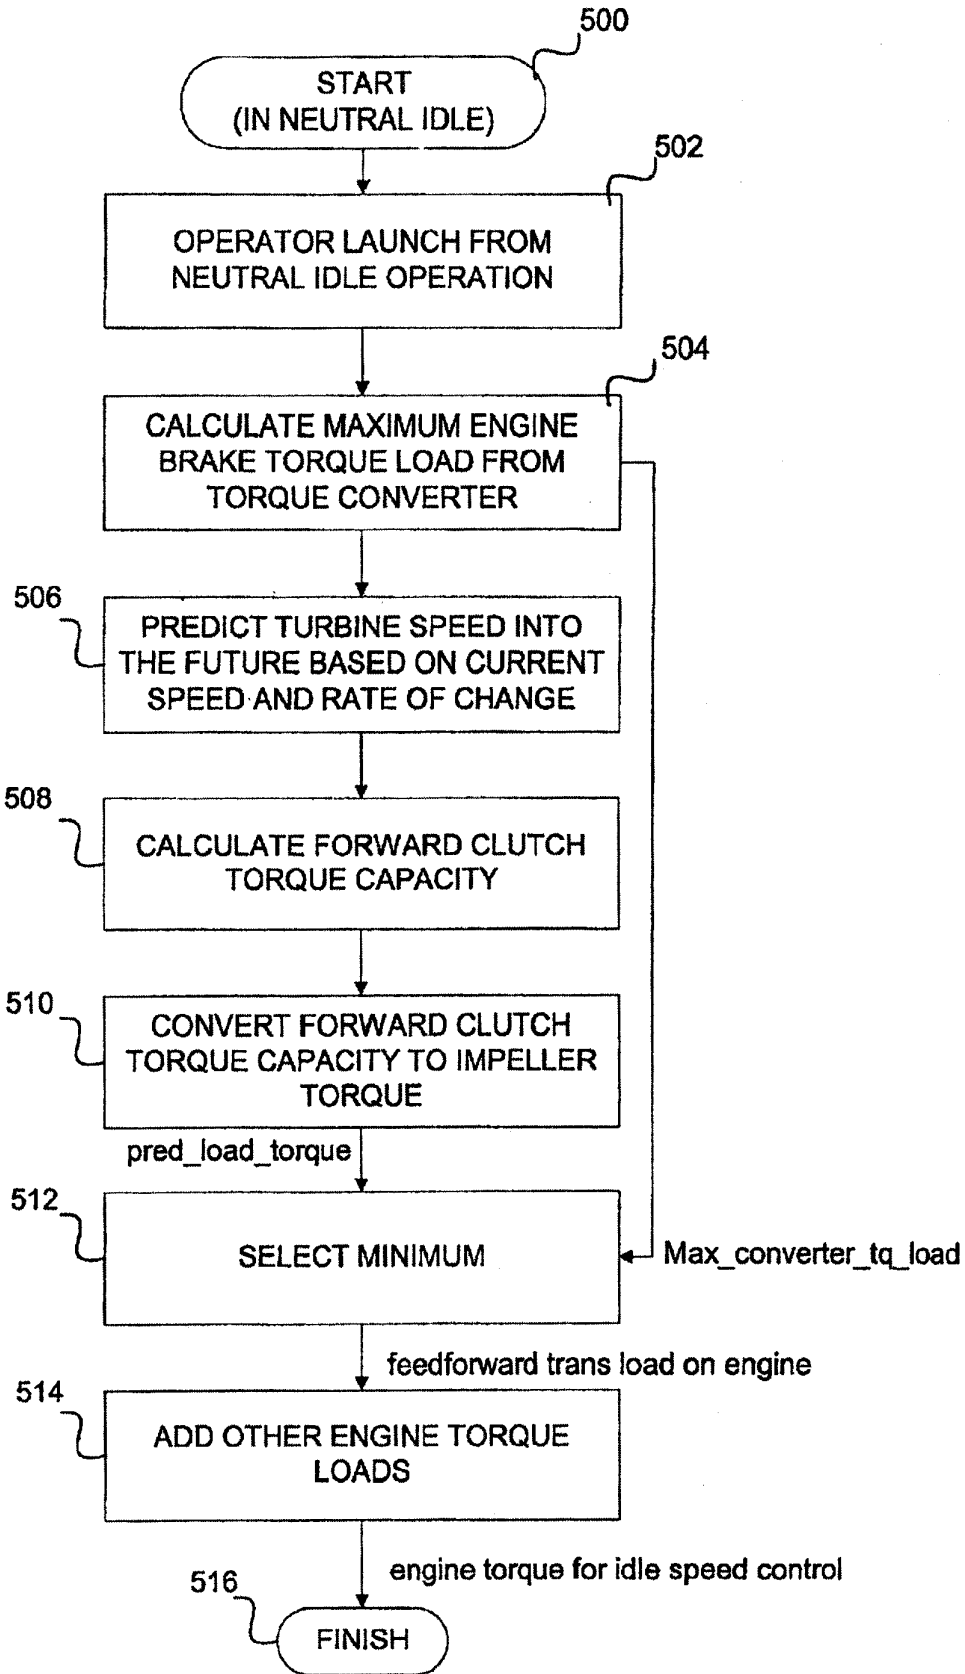 500
START
(IN NEUTRAL IDLE)
502
OPERATOR LAUNCH FROM
NEUTRAL IDLE OPERATION
504
CALCULATE MAXIMUM ENGINE
BRAKE TORQUE LOAD FROM
TORQUE CONVERTER
506
PREDICT TURBINE SPEED INTO
THE FUTURE BASED ON CURRENT
SPEED AND RATE OF CHANGE
508
CALCULATE FORWARD CLUTCH
TORQUE CAPACITY
510
CONVERT FORWARD CLUTCH
TORQUE CAPACITY TO IMPELLER
TORQUE
pred_load_torque
512
SELECT MINIMUM
Max_converter_tq_load
feedforward trans load on engine
514
ADD OTHER ENGINE TORQUE
LOADS
engine torque for idle speed control
516
FINISH